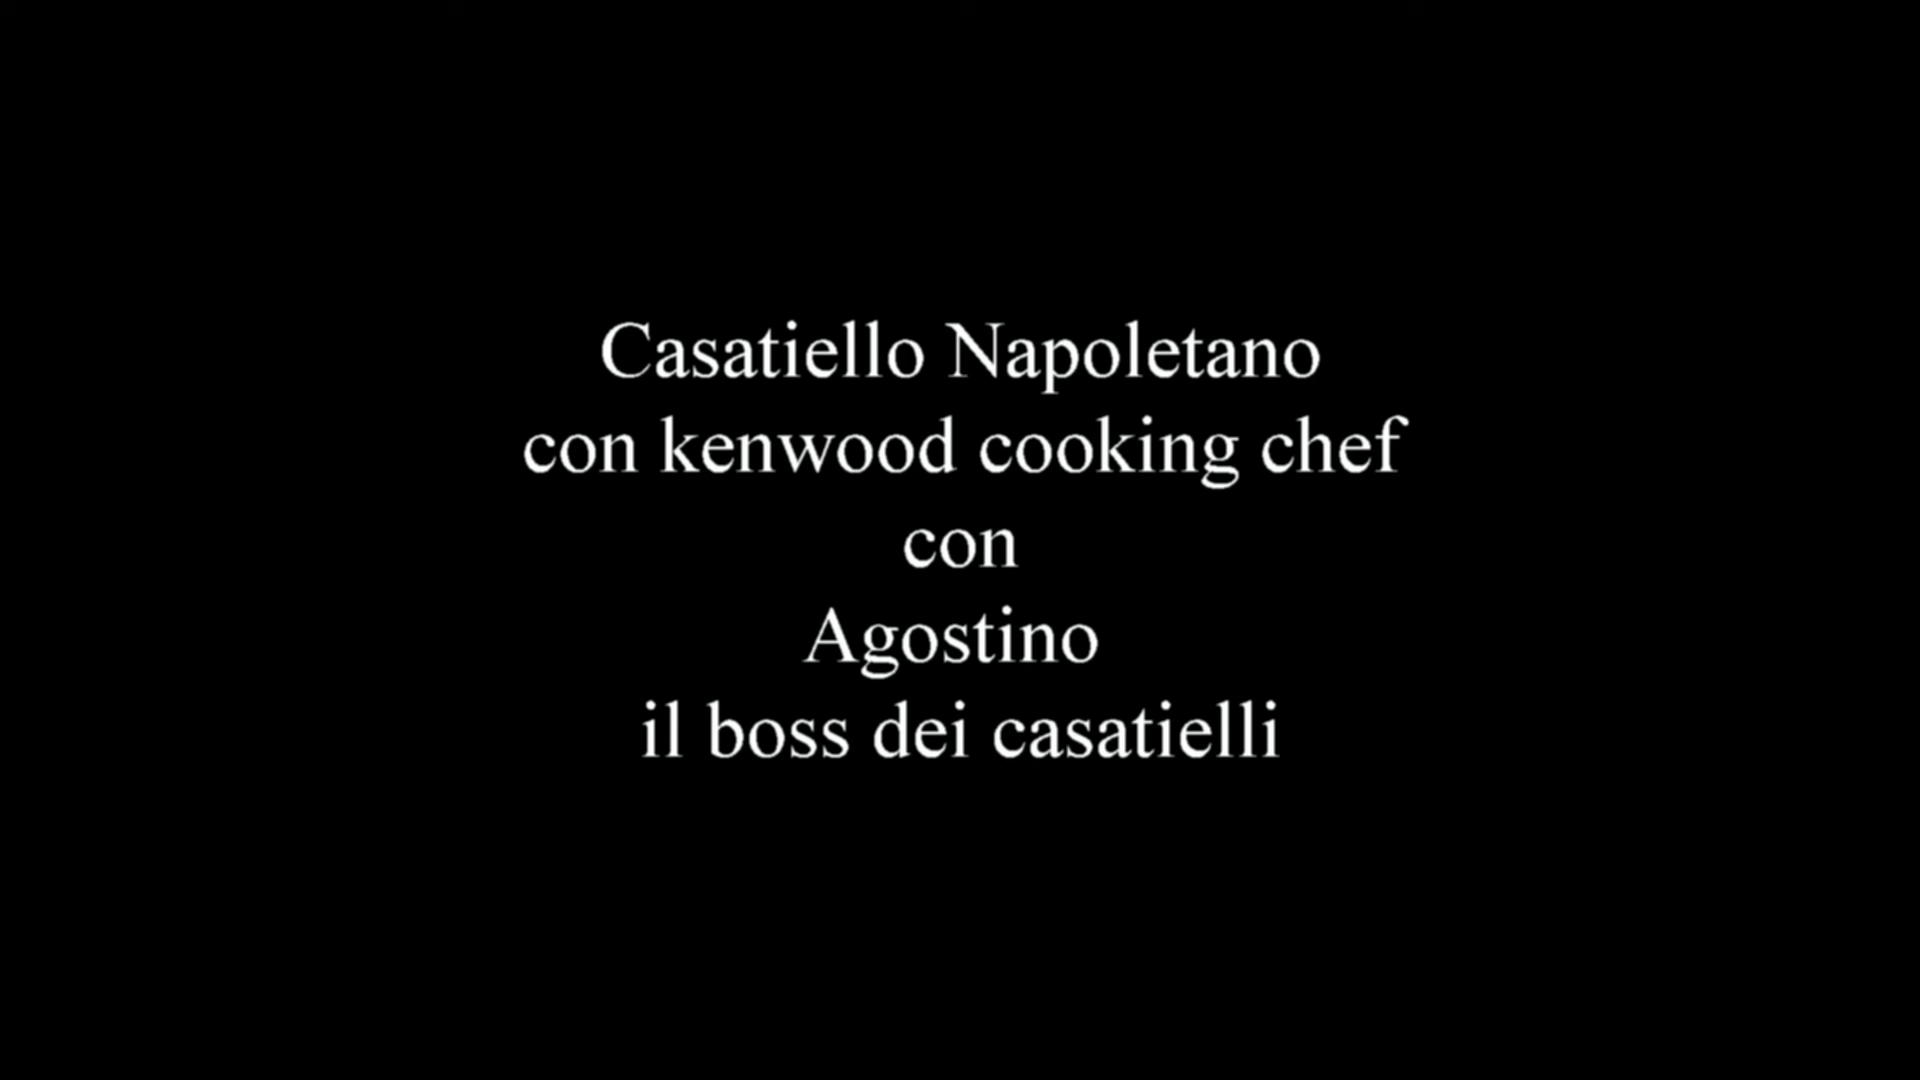 Casatiello Napoletano
con kenwood cooking chef
con
Agostino
il boss dei casatielli